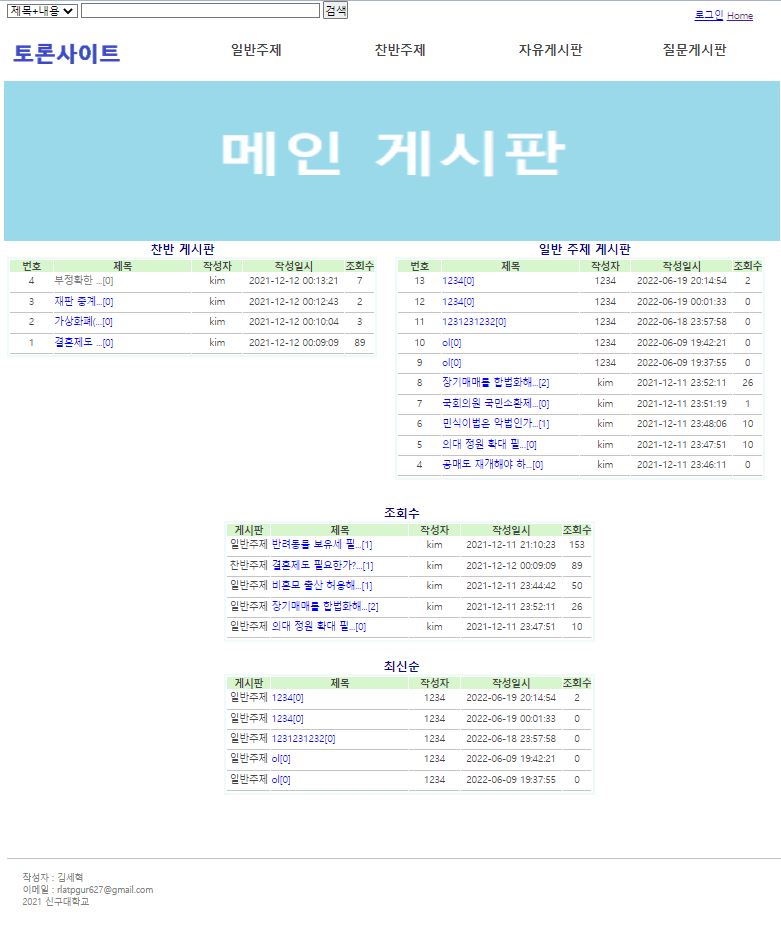 제목+내용 검색
로그인 Home
토론사이트 일반주제 찬반주제 자유게시판 질문게시판
메인 게시판
찬반 게시판
번호 제목 작성자 작성일시 조회수
4 부정확한 ...[0] kim 2021-12-12 00:13:21 7
3 재판 중계...[0] kim 2021-12-12 00:12:43 2
2 가상화폐(...[0] kim 2021-12-12 00:10:04 3
1 결혼제도 ...[0] kim 2021-12-12 00:09:09 89
일반 주제 게시판
번호 제목 작성자 작성일시 조회수
13 1234[0] 1234 2022-06-19 20:14:54 2
12 1234[0] 1234 2022-06-19 00:01:33 0
11 1231231232[0] 1234 2022-06-18 23:57:58 0
10 ol[0] 1234 2022-06-09 19:42:21 0
9 ol[0] 1234 2022-06-09 19:37:55 0
8 장기매매를 합법화해...[2] kim 2021-12-11 23:52:11 26
7 국회의원 국민소환제...[0] kim 2021-12-11 23:51:19 1
6 민식이법은 악법인가...[1] kim 2021-12-11 23:48:06 10
5 의대 정원 확대 필...[0] kim 2021-12-11 23:47:51 10
4 공매도 재개해야 하...[0] kim 2021-12-11 23:46:11 0
조회수
게시판 제목 작성자 작성일시 조회수
일반주제 반려동물 보유세 필...[1] kim 2021-12-11 21:10:23 153
찬반주제 결혼제도 필요한가?...[1] kim 2021-12-12 00:09:09 89
일반주제 비혼모 출산 허용해...[1] kim 2021-12-11 23:44:42 50
일반주제 장기매매를 합법화해...[2] kim 2021-12-11 23:52:11 26
일반주제 의대 정원 확대 필...[0] kim 2021-12-11 23:47:51 10
최신순
게시판 제목 작성자 작성일시 조회수
일반주제 1234[0] 1234 2022-06-19 20:14:54 2
일반주제 1234[0] 1234 2022-06-19 00:01:33 0
일반주제 1231231232[0] 1234 2022-06-18 23:57:58 0
일반주제 ol[0] 1234 2022-06-09 19:42:21 0
일반주제 ol[0] 1234 2022-06-09 19:37:55 0
작성자 : 김세혁
이메일 : rlatpgur627@gmail.com
2021 신구대학교